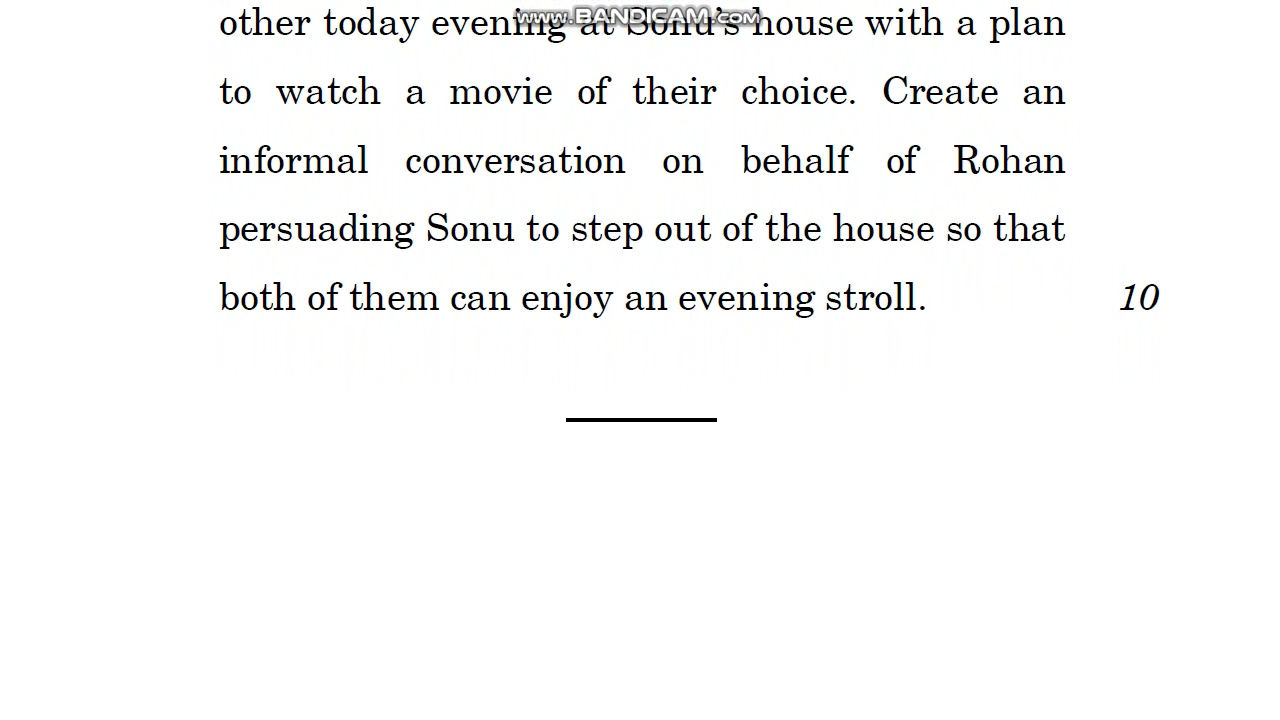 www.BANDICAM.com
other today evening at Sonu's house with a plan
to watch a movie of their choice. Create an
informal conversation on behalf of Rohan
persuading Sonu to step out of the house so that
both of them can enjoy an evening stroll. 10